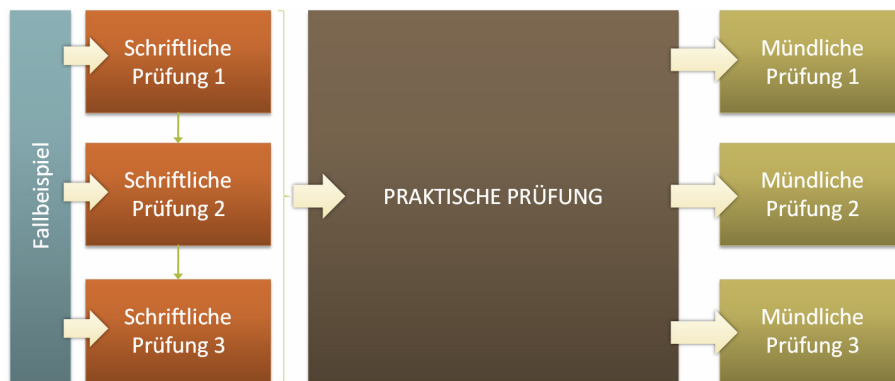 Fallbeispiel
Schriftliche
Prüfung 1
Schriftliche
Prüfung 2
Schriftliche
Prüfung 3
PRAKTISCHE PRÜFUNG
Mündliche
Prüfung 1
Mündliche
Prüfung 2
Mündliche
Prüfung 3